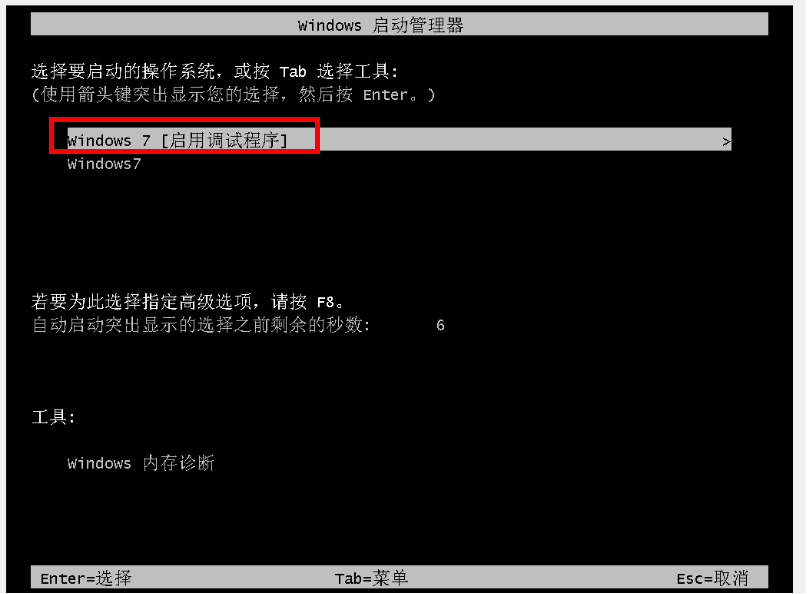 Windows 启动管理器
选择要启动的操作系统，或按 Tab 选择工具:
(使用箭头键突出显示您的选择，然后按 Enter。)
Windows 7 [启用调试程序] >
Windows7
若要为此选择指定高级选项，请按 F8。
自动启动突出显示的选择之前剩余的秒数: 6
工具:
Windows 内存诊断
Enter=选择 Tab=菜单 Esc=取消